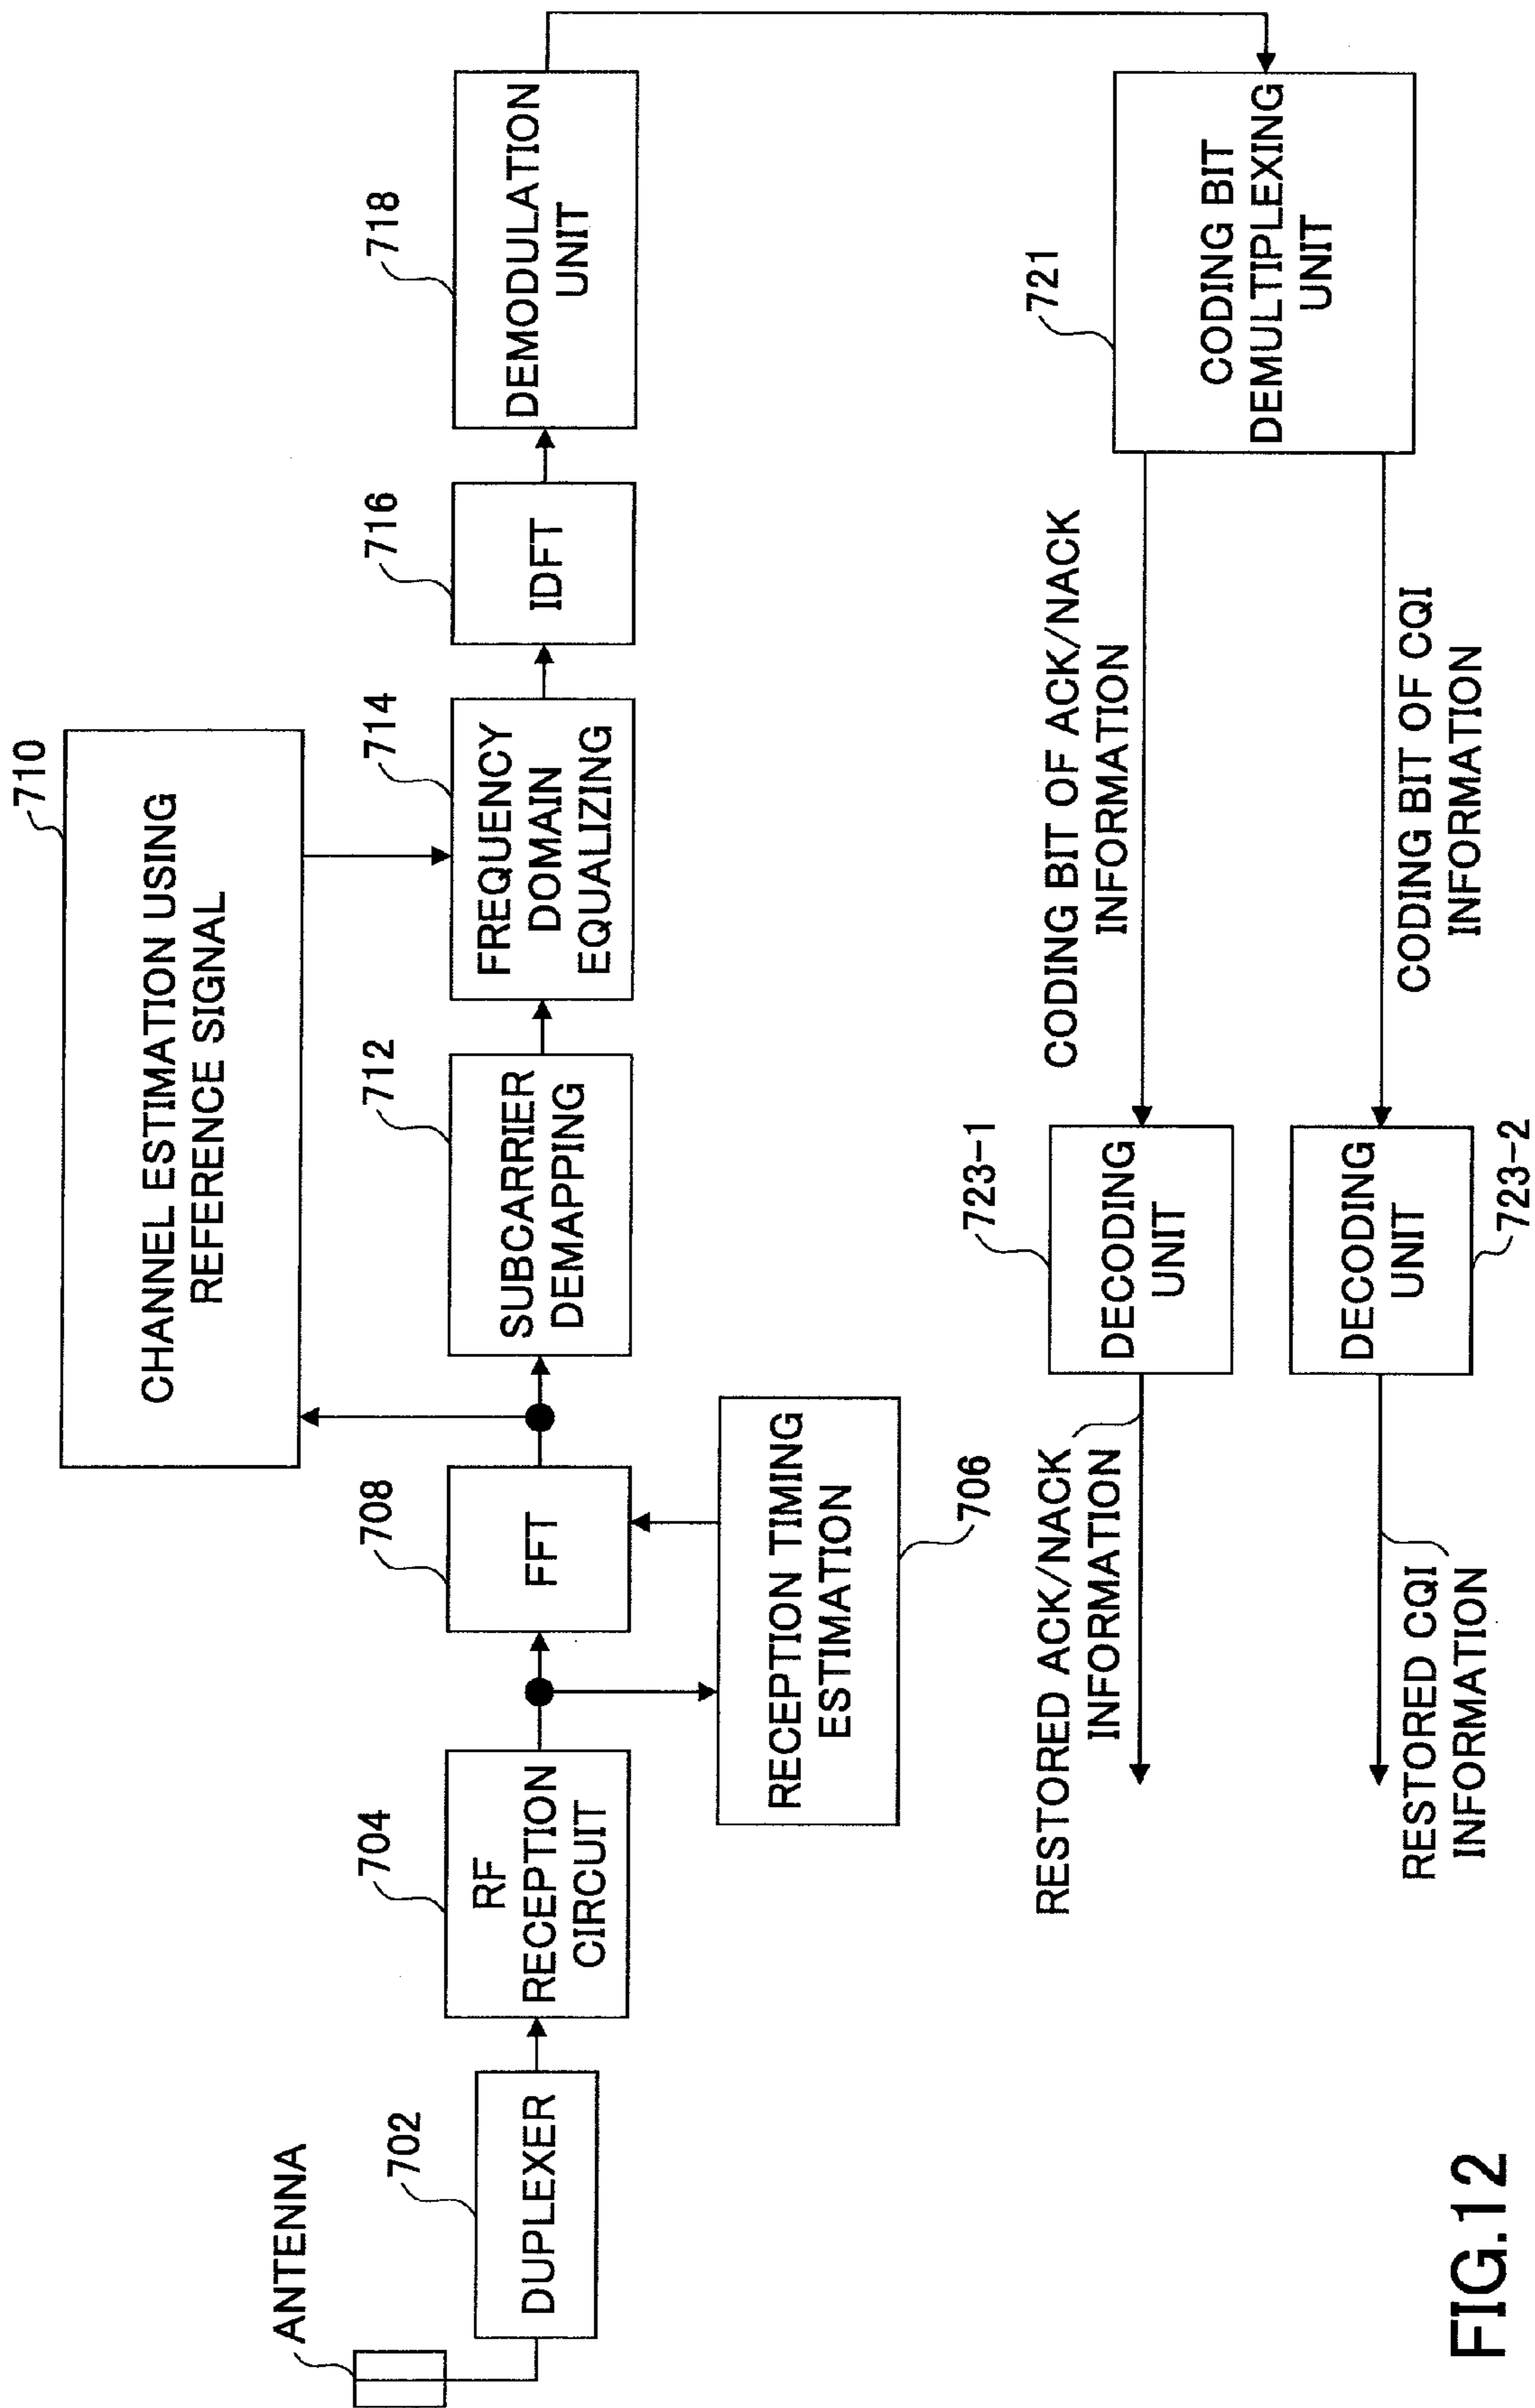 ANTENNA
702
DUPLEXER
704
RF
RECEPTION
CIRCUIT
708
FFT
706
RECEPTION TIMING
ESTIMATION
710
CHANNEL ESTIMATION USING
REFERENCE SIGNAL
712
SUBCARRIER
DEMAPPING
714
FREQUENCY
DOMAIN
EQUALIZING
716
IDFT
718
DEMODULATION
UNIT
721
CODING BIT
DEMULTIPLEXING
UNIT
CODING BIT OF ACK/NACK
INFORMATION
CODING BIT OF CQI
INFORMATION
723-1
DECODING
UNIT
723-2
DECODING
UNIT
RESTORED ACK/NACK
INFORMATION
RESTORED CQI
INFORMATION
FIG.12